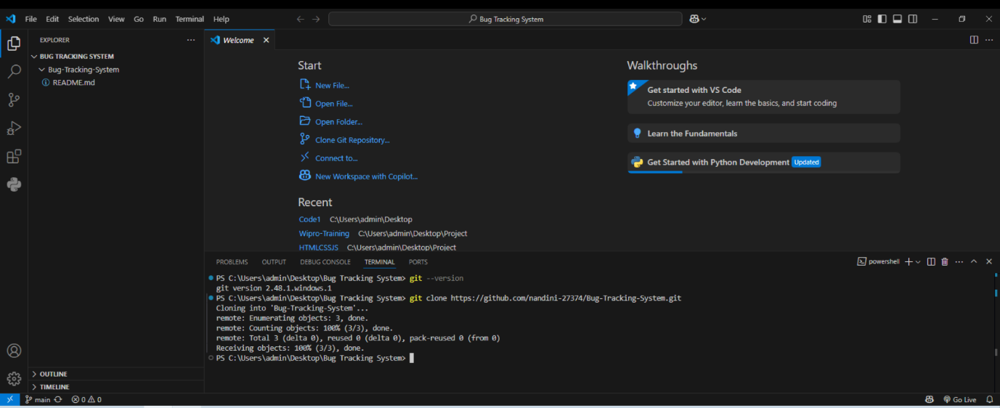 File Edit Selection View Go Run Terminal Help
Bug Tracking System
EXPLORER
BUG TRACKING SYSTEM
Bug-Tracking-System
README.md
OUTLINE
TIMELINE
Welcome
Start
New File...
Open File...
Open Folder...
Clone Git Repository...
Connect to...
New Workspace with Copilot...
Recent
Code1 C:\Users\admin\Desktop
Wipro-Training C:\Users\admin\Desktop\Project
HTMLCSSJS C:\Users\admin\Desktop\Project
Walkthroughs
Get started with VS Code
Customize your editor, learn the basics, and start coding
Learn the Fundamentals
Get Started with Python Development Updated
PROBLEMS OUTPUT DEBUG CONSOLE TERMINAL PORTS
powershell
PS C:\Users\admin\Desktop\Bug Tracking System> git --version
git version 2.48.1.windows.1
PS C:\Users\admin\Desktop\Bug Tracking System> git clone https://github.com/nandini-27374/Bug-Tracking-System.git
Cloning into 'Bug-Tracking-System'...
remote: Enumerating objects: 3, done.
remote: Counting objects: 100% (3/3), done.
remote: Total 3 (delta 0), reused 0 (delta 0), pack-reused 0 (from 0)
Receiving objects: 100% (3/3), done.
PS C:\Users\admin\Desktop\Bug Tracking System>
main 0 0
Go Live